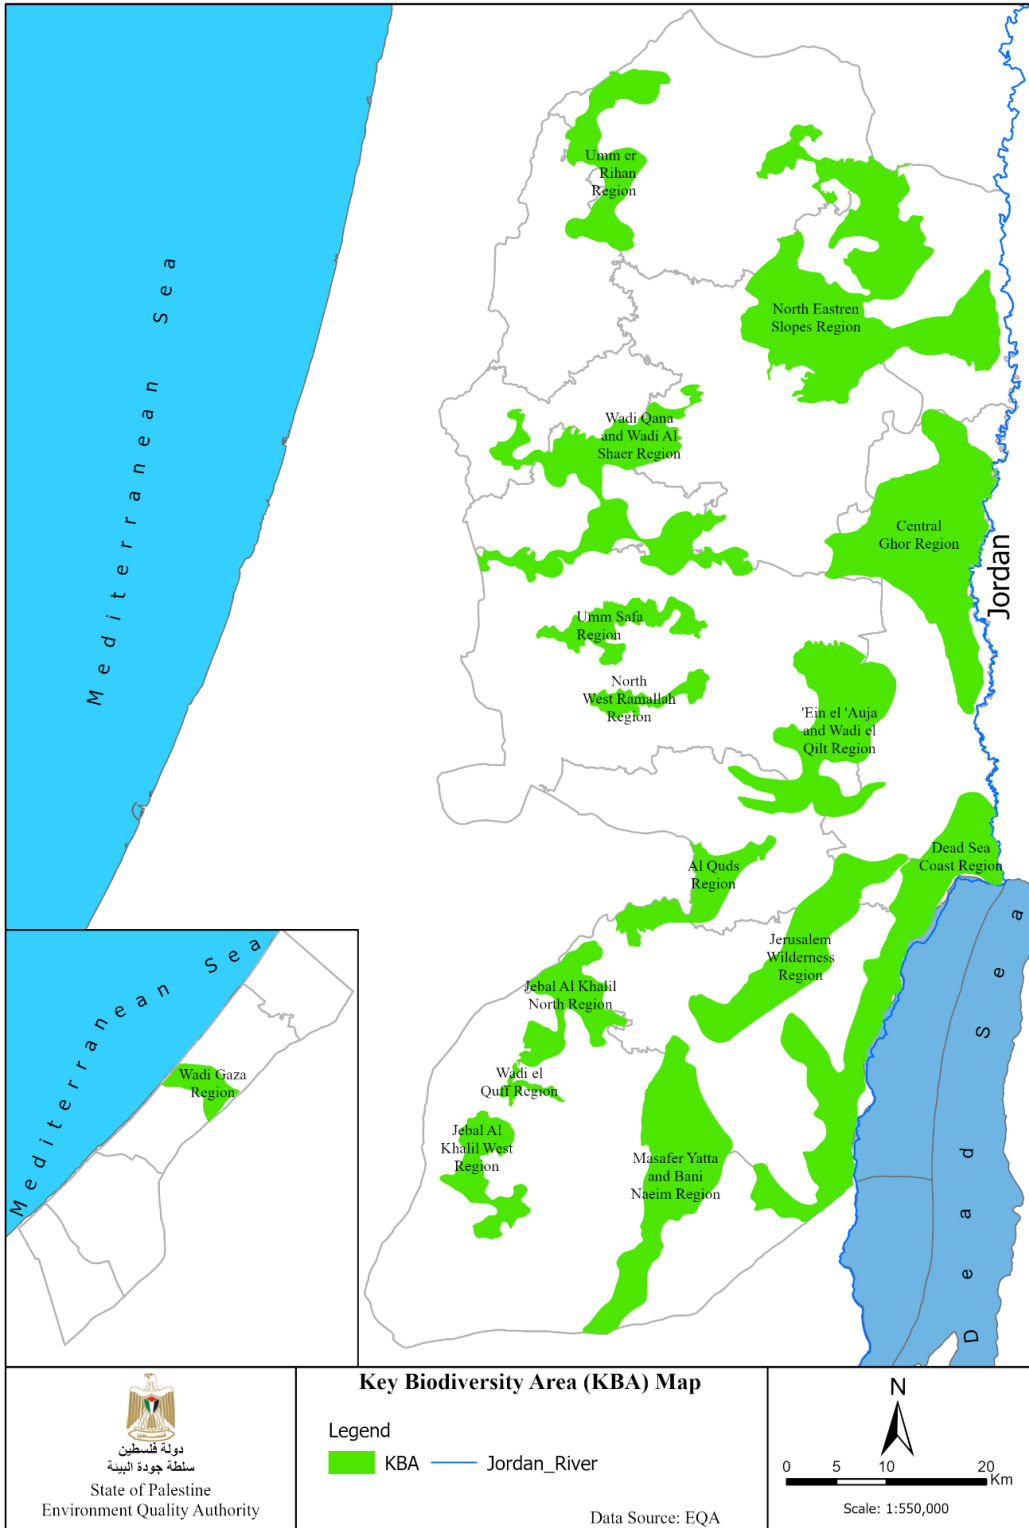 Mediterranean Sea
Umm er
Rihan
Region
North Eastren
Slopes Region
Wadi Qana
and Wadi Al
Shaer Region
Central
Ghor Region
Jordan
Umm Safa
Region
North
West Ramallah
Region
'Ein el 'Auja
and Wadi el
Qilt Region
Dead Sea
Coast Region
Al Quds
Region
Jerusalem
Wilderness
Region
Jebal Al Khalil
North Region
Wadi el
Quff Region
Jebal Al
Khalil West
Region
Masafer Yatta
and Bani
Naeim Region
Dead Sea
Mediterranean Sea
Wadi Gaza
Region
دولة فلسطين
سلطة جودة البيئة
State of Palestine
Environment Quality Authority
Key Biodiversity Area (KBA) Map
Legend
KBA
Jordan_River
Data Source: EQA
N
0 5 10 20
Km
Scale: 1:550,000